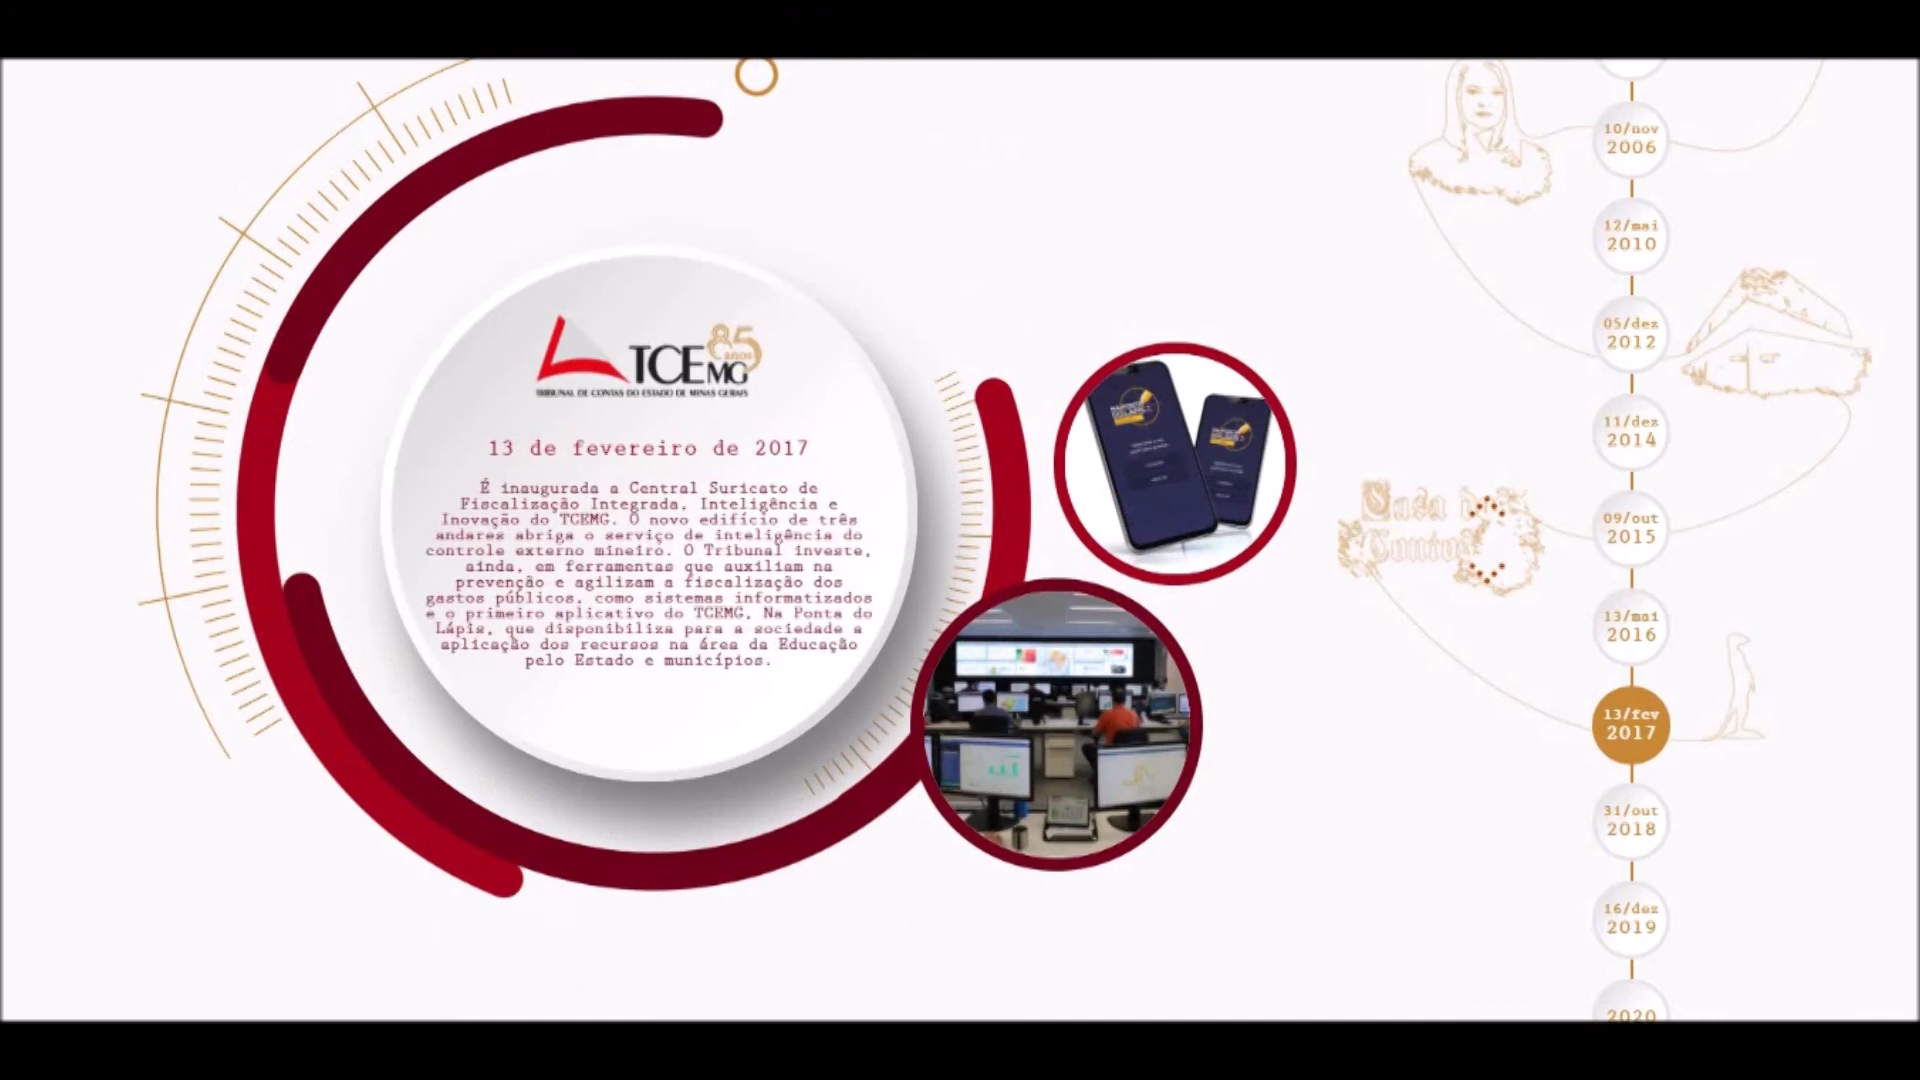 TCEMG
85
anos
TRIBUNAL DE CONTAS DO ESTADO DE MINAS GERAIS
13 de fevereiro de 2017
É inaugurada a Central Suricato de
Fiscalização Integrada, Inteligência e
Inovação do TCEMG. O novo edifício de três
andares abriga o serviço de inteligência do
controle externo mineiro. O Tribunal investe,
ainda, em ferramentas que auxiliam na
prevenção e agilizam a fiscalização dos
gastos públicos, como sistemas informatizados
e o primeiro aplicativo do TCEMG, Na Ponta do
Lápis, que disponibiliza para a sociedade a
aplicação dos recursos na área da Educação
pelo Estado e municípios.
10/nov
2006
12/mai
2010
05/dez
2012
11/dez
2014
Casa de
Contos
09/out
2015
13/mai
2016
13/fev
2017
31/out
2018
16/dez
2019
2020